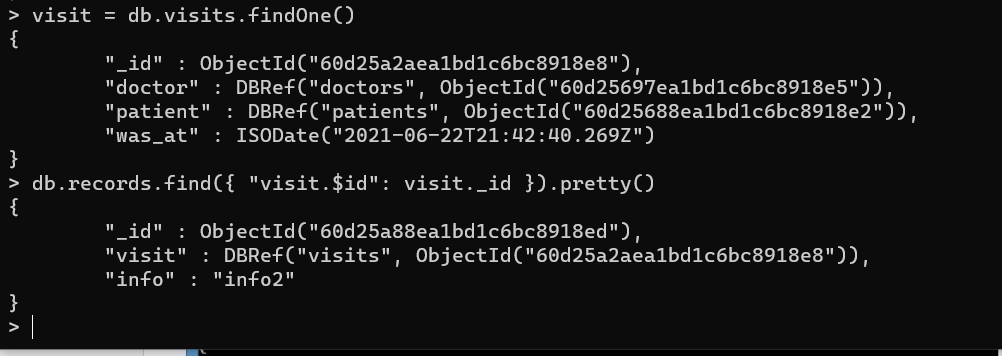 > visit = db.visits.findOne()
{
        "_id" : ObjectId("60d25a2aea1bd1c6bc8918e8"),
        "doctor" : DBRef("doctors", ObjectId("60d25697ea1bd1c6bc8918e5")),
        "patient" : DBRef("patients", ObjectId("60d25688ea1bd1c6bc8918e2")),
        "was_at" : ISODate("2021-06-22T21:42:40.269Z")
}
> db.records.find({ "visit.$id": visit._id }).pretty()
{
        "_id" : ObjectId("60d25a88ea1bd1c6bc8918ed"),
        "visit" : DBRef("visits", ObjectId("60d25a2aea1bd1c6bc8918e8")),
        "info" : "info2"
}
>